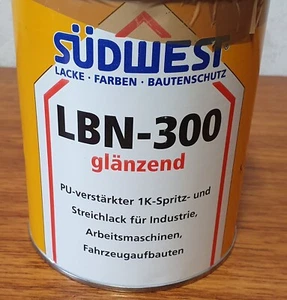 SÜDWEST
LACKE · FARBEN · BAUTENSCHUTZ
LBN-300
glänzend
PU-verstärkter 1K-Spritz- und
Streichlack für Industrie,
Arbeitsmaschinen,
Fahrzeugaufbauten